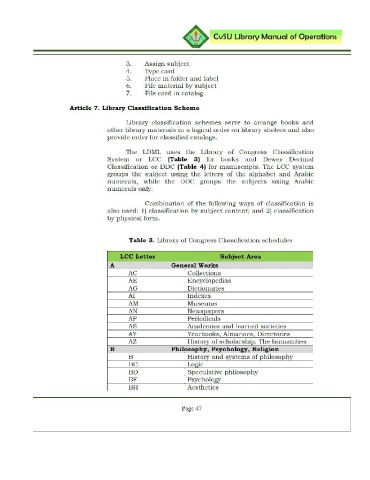 CvSU Library Manual of Operations
3. Assign subject
4. Type card
5. Place in folder and label
6. File material by subject
7. File card in catalog
Article 7. Library Classification Scheme
Library classification schemes serve to arrange books and
other library materials in a logical order on library shelves and also
provide order for classified catalogs.
The LDML uses the Library of Congress Classification
System or LCC (Table 3) for books and Dewey Decimal
Classification or DDC (Table 4) for manuscripts. The LCC system
groups the subject using the letters of the alphabet and Arabic
numerals, while the DDC groups the subjects using Arabic
numerals only.
Combination of the following ways of classification is
also used: 1) classification by subject content; and 2) classification
by physical form.
Table 3. Library of Congress Classification schedules
LCC Letter Subject Area
A General Works
AC Collections
AE Encyclopedias
AG Dictionaries
AI Indexes
AM Museums
AN Newspapers
AP Periodicals
AS Academies and learned societies
AY Yearbooks, Almanacs, Directories
AZ History of scholarship, The humanities
B Philosophy, Psychology, Religion
B History and systems of philosophy
BC Logic
BD Speculative philosophy
BF Psychology
BH Aesthetics
Page 47